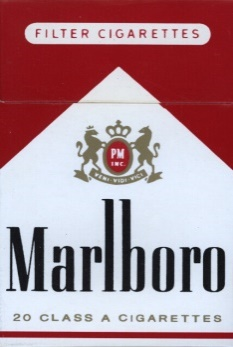 FILTER CIGARETTES
PM
INC.
VENI·VIDI·VICI
Marlboro
20 CLASS A CIGARETTES